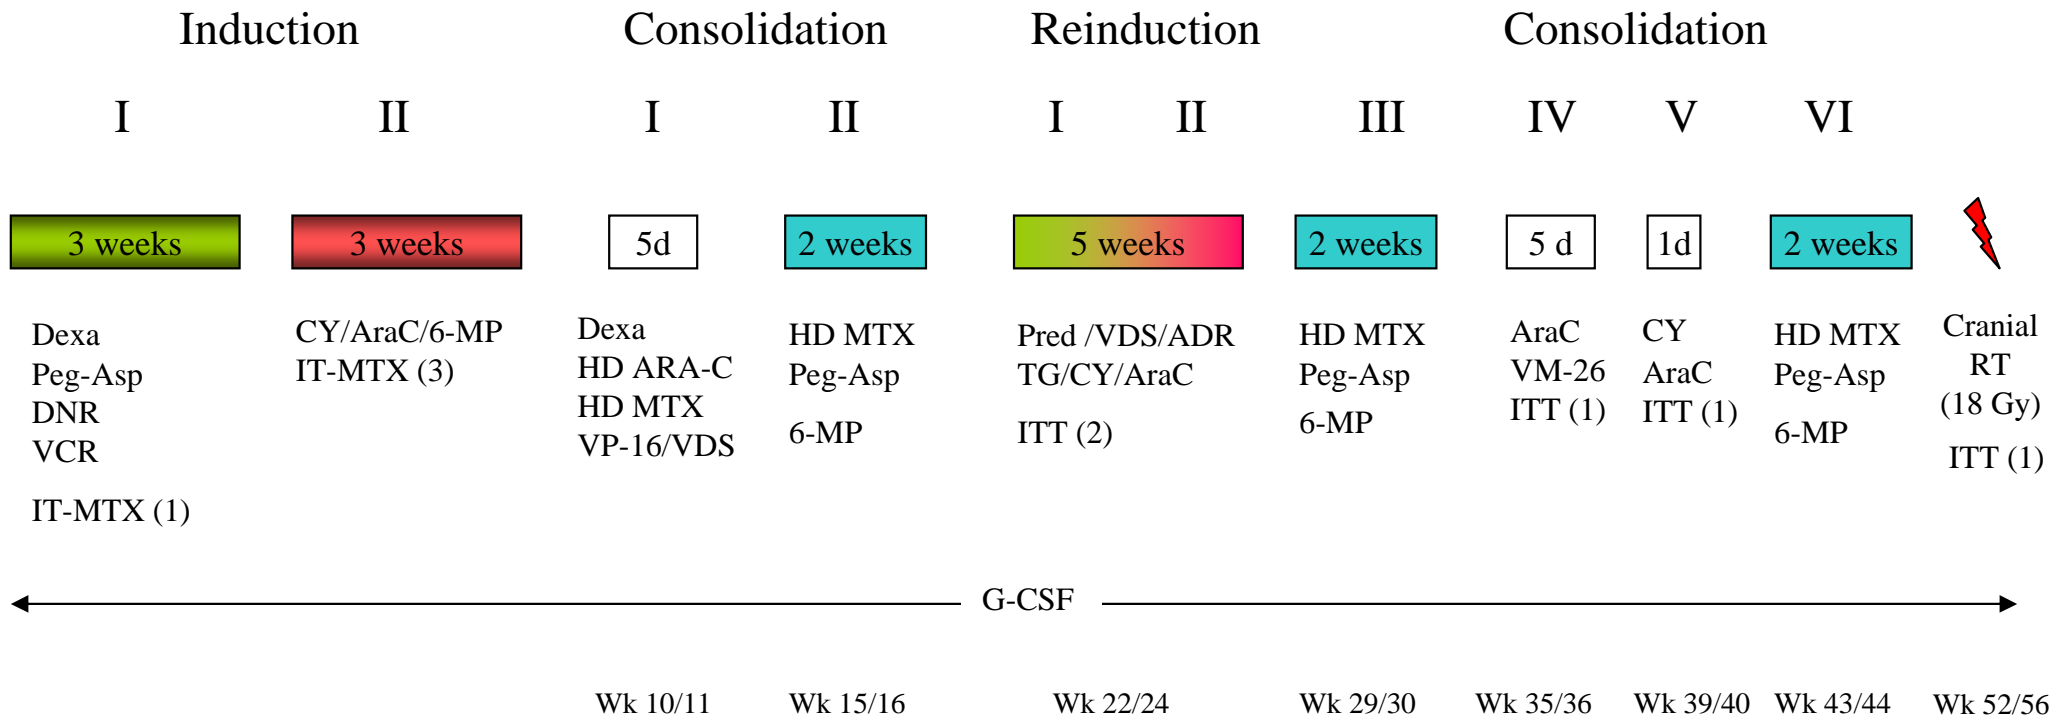 Induction
Consolidation
Reinduction
Consolidation
I
II
I
II
I
II
III
IV
V
VI
3 weeks
3 weeks
5d
2 weeks
5 weeks
2 weeks
5 d
1d
2 weeks
Dexa
Peg-Asp
DNR
VCR
IT-MTX (1)
CY/AraC/6-MP
IT-MTX (3)
Dexa
HD ARA-C
HD MTX
VP-16/VDS
HD MTX
Peg-Asp
6-MP
Pred /VDS/ADR
TG/CY/AraC
ITT (2)
HD MTX
Peg-Asp
6-MP
AraC
VM-26
ITT (1)
CY
AraC
ITT (1)
HD MTX
Peg-Asp
6-MP
Cranial
RT
(18 Gy)
ITT (1)
G-CSF
Wk 10/11
Wk 15/16
Wk 22/24
Wk 29/30
Wk 35/36
Wk 39/40
Wk 43/44
Wk 52/56